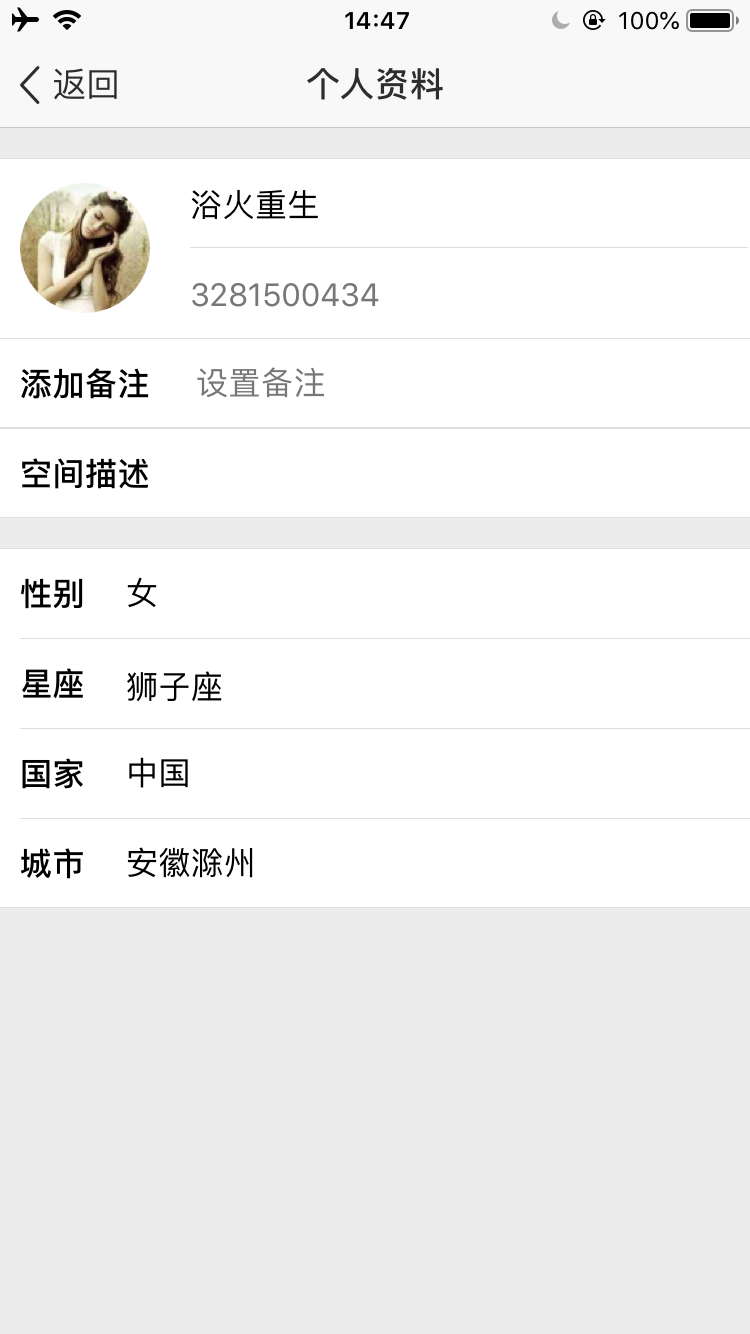 14:47
100%
返回
个人资料
浴火重生
3281500434
添加备注 设置备注
空间描述
性别 女
星座 狮子座
国家 中国
城市 安徽滁州